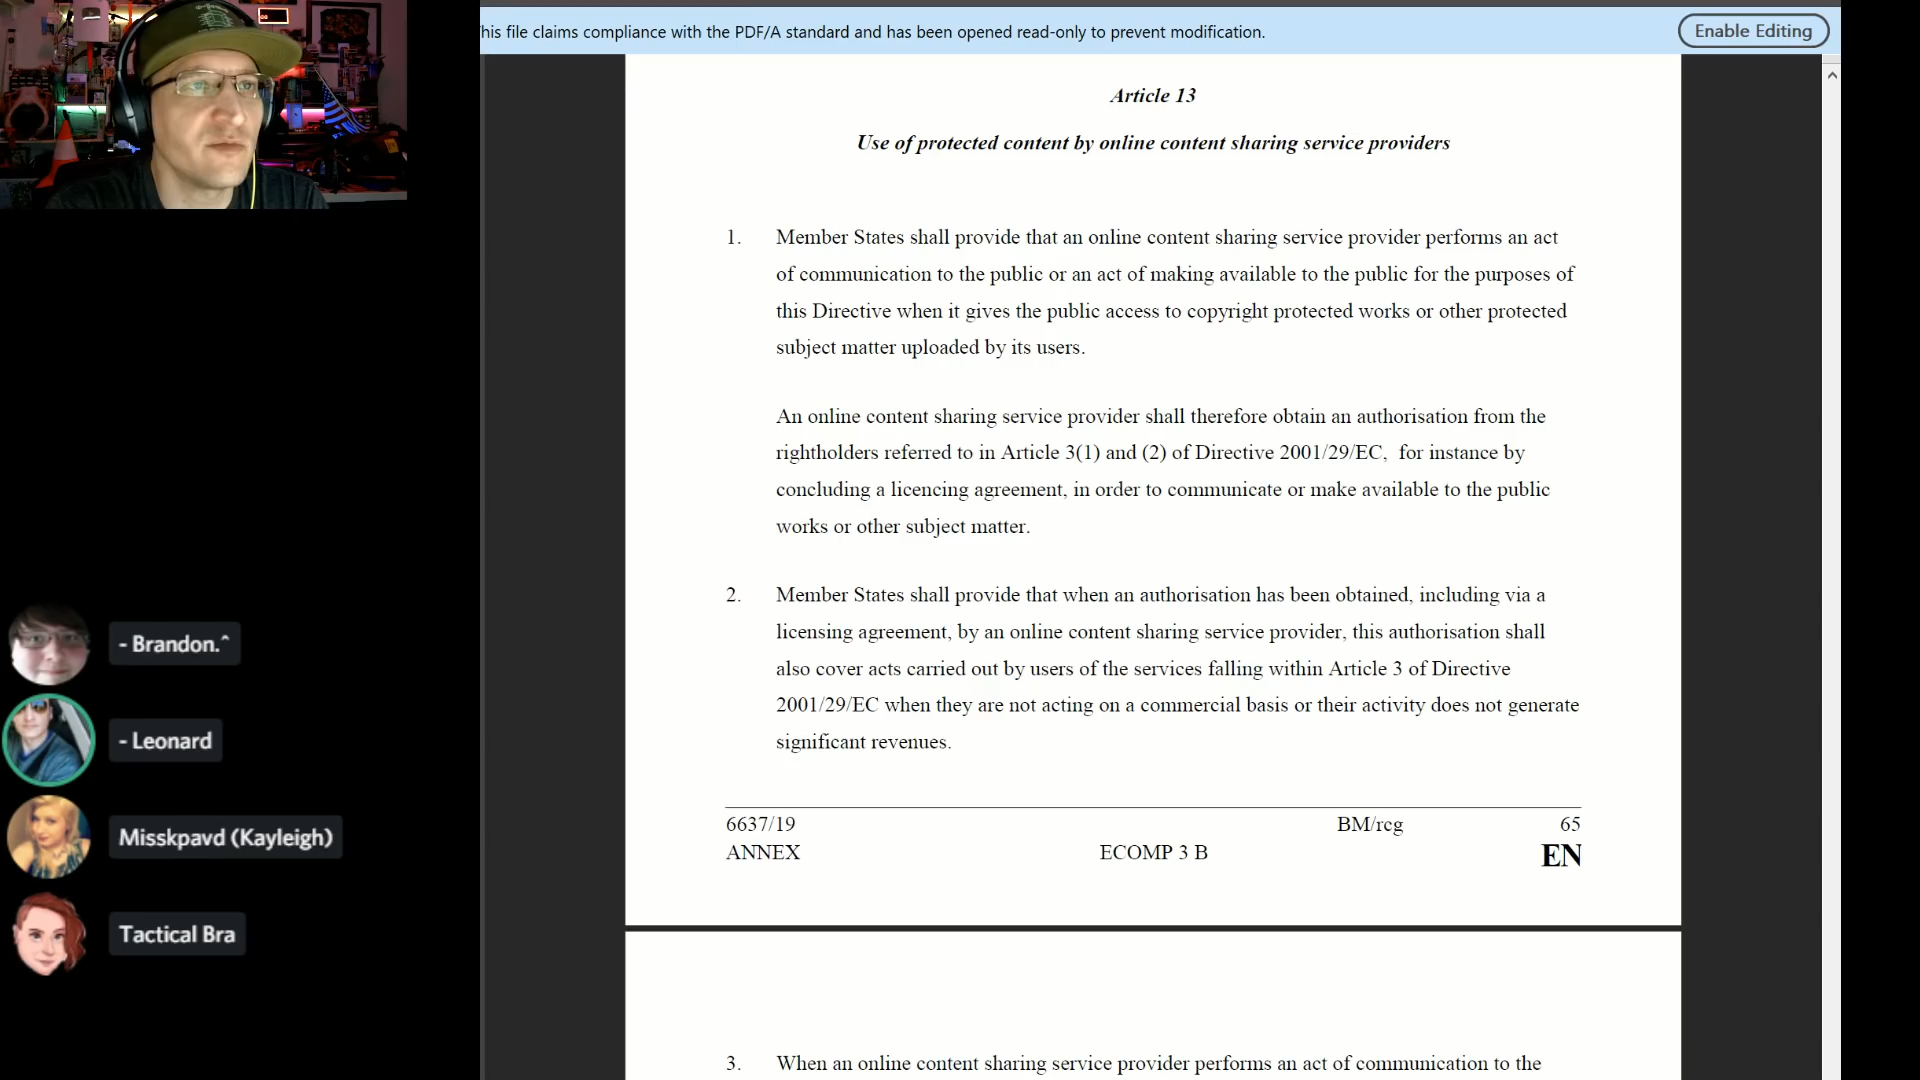 his file claims compliance with the PDF/A standard and has been opened read-only to prevent modification.
Enable Editing
Article 13
Use of protected content by online content sharing service providers
1. Member States shall provide that an online content sharing service provider performs an act
of communication to the public or an act of making available to the public for the purposes of
this Directive when it gives the public access to copyright protected works or other protected
subject matter uploaded by its users.
An online content sharing service provider shall therefore obtain an authorisation from the
rightholders referred to in Article 3(1) and (2) of Directive 2001/29/EC, for instance by
concluding a licencing agreement, in order to communicate or make available to the public
works or other subject matter.
2. Member States shall provide that when an authorisation has been obtained, including via a
licensing agreement, by an online content sharing service provider, this authorisation shall
also cover acts carried out by users of the services falling within Article 3 of Directive
2001/29/EC when they are not acting on a commercial basis or their activity does not generate
significant revenues.
6637/19 BM/rcg 65
ANNEX ECOMP 3 B EN
3. When an online content sharing service provider performs an act of communication to the
- Brandon.^
- Leonard
Misskpavd (Kayleigh)
Tactical Bra